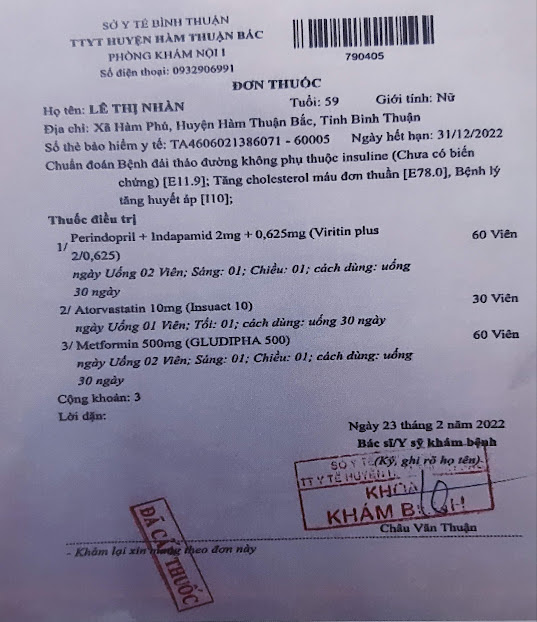 SỞ Y TẾ BÌNH THUẬN
TTYT HUYỆN HÀM THUẬN BẮC
PHÒNG KHÁM NỘI 1
Số điện thoại: 0932906991
790405
ĐƠN THUỐC
Họ tên: LÊ THỊ NHÀN Tuổi: 59 Giới tính: Nữ
Địa chỉ: Xã Hàm Phú, Huyện Hàm Thuận Bắc, Tỉnh Bình Thuận
Số thẻ bảo hiểm y tế: TA4606021386071 - 60005 Ngày hết hạn: 31/12/2022
Chuẩn đoán Bệnh đái tháo đường không phụ thuộc insuline (Chưa có biến
chứng) [E11.9]; Tăng cholesterol máu đơn thuần [E78.0], Bệnh lý
tăng huyết áp [I10];
Thuốc điều trị
1/ Perindopril + Indapamid 2mg + 0,625mg (Viritin plus 60 Viên
2/0,625)
ngày Uống 02 Viên; Sáng: 01; Chiều: 01; cách dùng: uống
30 ngày
2/ Atorvastatin 10mg (Insuact 10) 30 Viên
ngày Uống 01 Viên; Tối: 01; cách dùng: uống 30 ngày
3/ Metformin 500mg (GLUDIPHA 500) 60 Viên
ngày Uống 02 Viên; Sáng: 01; Chiều: 01; cách dùng: uống
30 ngày
Cộng khoản: 3
Lời dặn:
Ngày 23 tháng 2 năm 2022
Bác sĩ/Y sỹ khám bệnh
(Ký, ghi rõ họ tên)
SỞ Y TẾ
TT Y TẾ HUYỆN
KHOA
KHÁM BỆNH
Châu Văn Thuận
ĐÃ CẤP THUỐC
- Khám lại xin mang theo đơn này